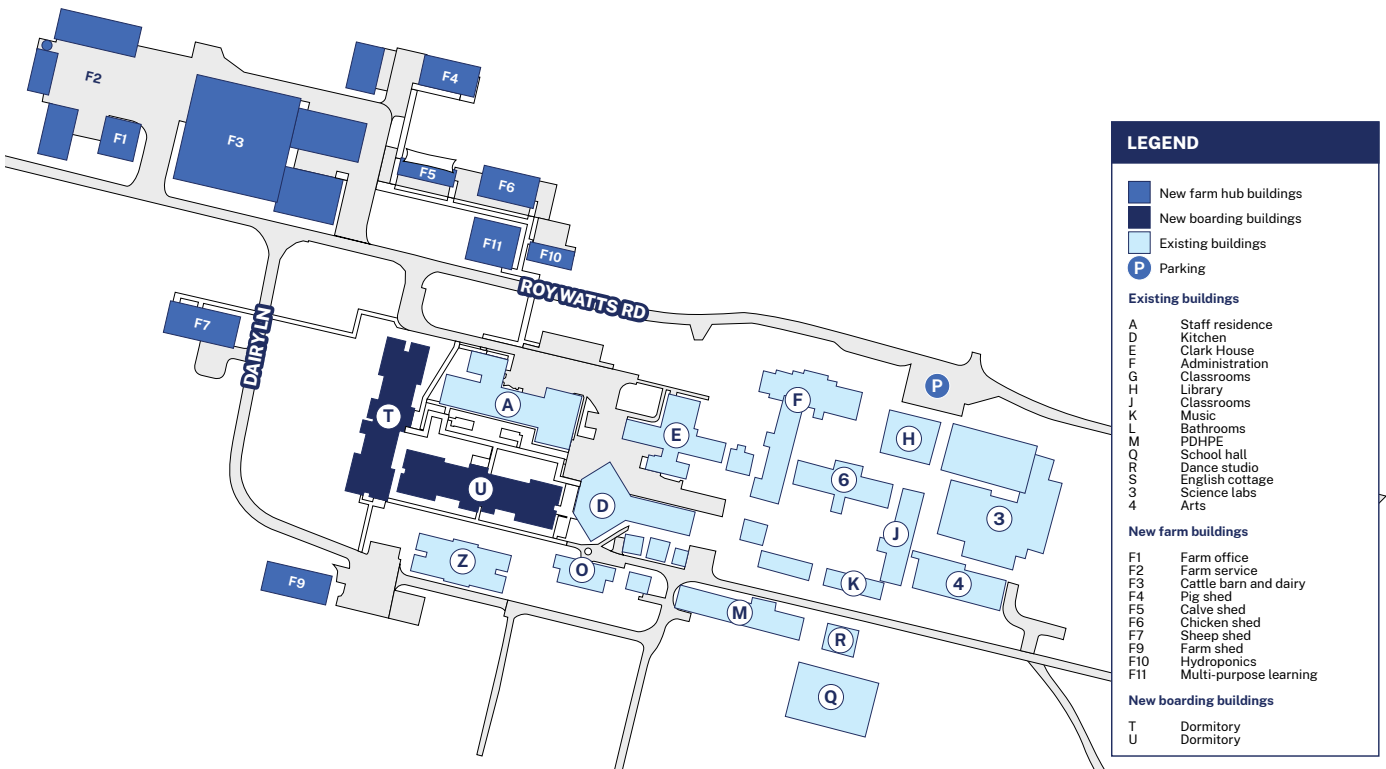 F2
F4
F1
F3
F5
F6
F11
F10
ROY WATTS RD
F7
DAIRY LN
T
A
E
F
P
H
6
U
D
J
3
Z
O
F9
K
4
M
R
Q
LEGEND
New farm hub buildings
New boarding buildings
Existing buildings
P Parking
Existing buildings
A Staff residence
D Kitchen
E Clark House
F Administration
G Classrooms
H Library
J Classrooms
K Music
L Bathrooms
M PDHPE
Q School hall
R Dance studio
S English cottage
3 Science labs
4 Arts
New farm buildings
F1 Farm office
F2 Farm service
F3 Cattle barn and dairy
F4 Pig shed
F5 Calve shed
F6 Chicken shed
F7 Sheep shed
F9 Farm shed
F10 Hydroponics
F11 Multi-purpose learning
New boarding buildings
T Dormitory
U Dormitory